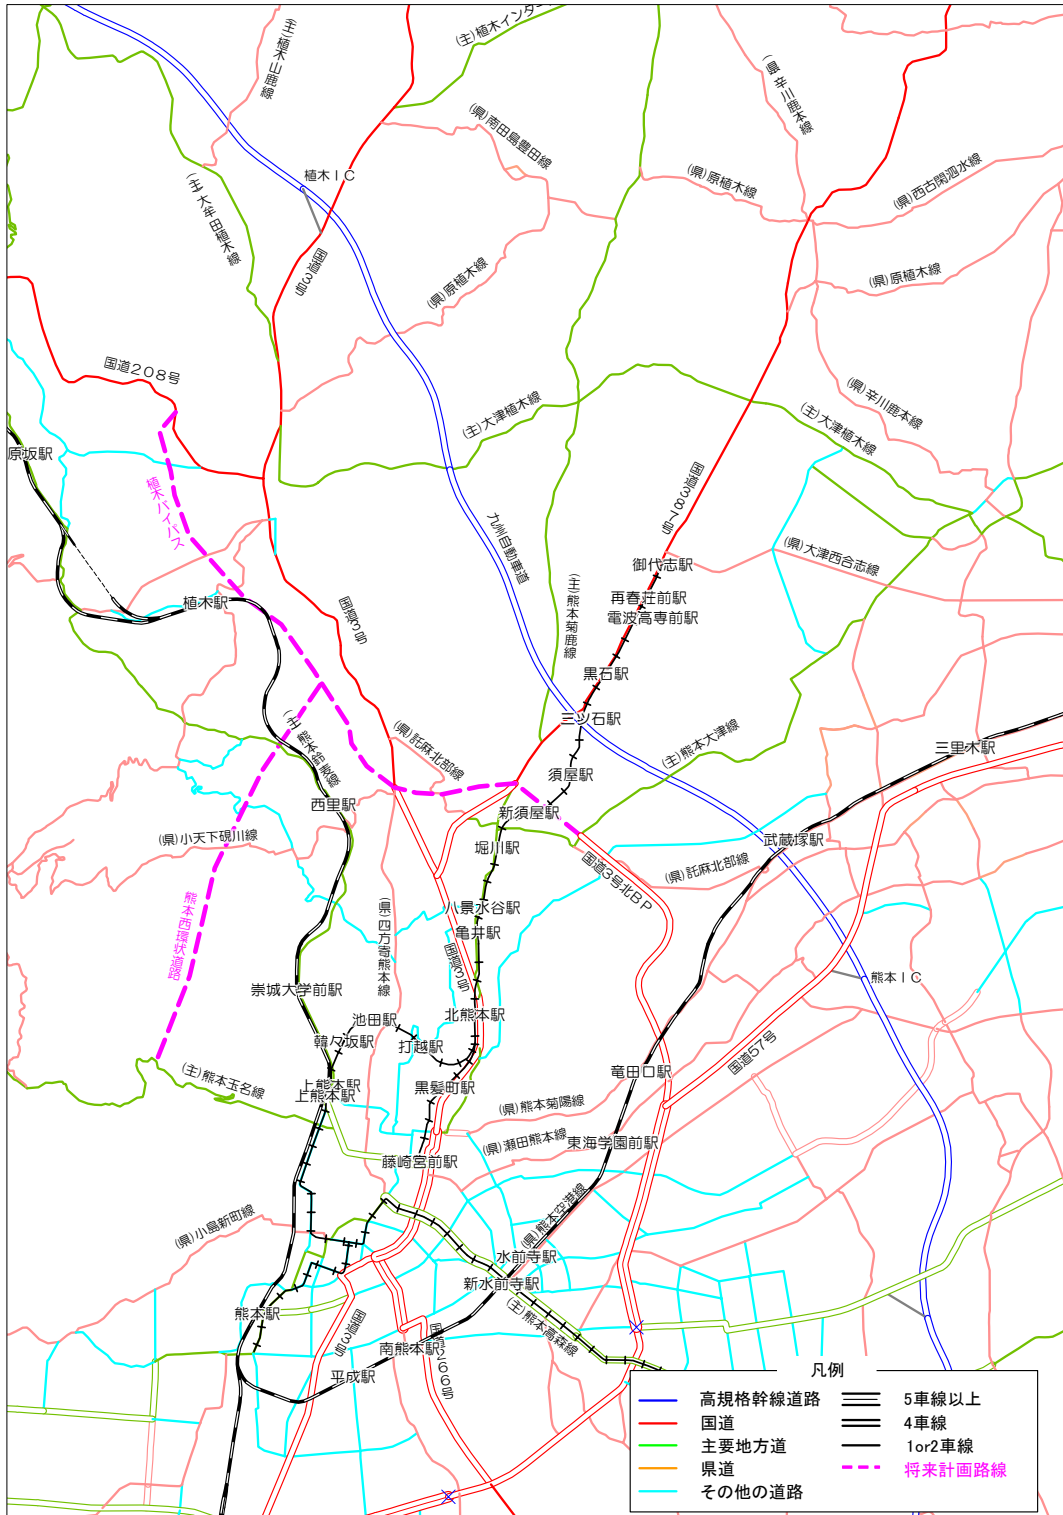 (主)植木山鹿線
(主)植木インター
(県)辛川鹿本線
(県)南田島豊田線
(県)原植木線
(県)西古閑泗水線
植木IC
(主)大牟田植木線
国道3号
(県)原植木線
(県)原植木線
国道208号
(県)辛川鹿本線
(主)大津植木線
(主)大津植木線
原坂駅
植木バイパス
国道387号
九州自動車道
(県)大津西合志線
御代志駅
再春荘前駅
電波高専前駅
(主)熊本菊鹿線
植木駅
国道3号
黒石駅
三ツ石駅
(主)熊本鈴麦線
(県)託麻北部線
(主)熊本大津線
三里木駅
須屋駅
西里駅
新須屋駅
(県)小天下硯川線
堀川駅
武蔵塚駅
国道3号北BP
(県)託麻北部線
熊本西環状道路
(県)四方寄熊本線
八景水谷駅
亀井駅
国道3号
熊本IC
崇城大学前駅
北熊本駅
池田駅
韓々坂駅
打越駅
国道57号
竜田口駅
(主)熊本玉名線
上熊本駅
上熊本駅
黒髪町駅
(県)熊本菊陽線
(県)瀬田熊本線
東海学園前駅
藤崎宮前駅
(県)小島新町線
(県)熊本空港線
水前寺駅
新水前寺駅
熊本駅
(主)熊本高森線
国道3号
南熊本駅
国道266号
平成駅
凡例
高規格幹線道路
国道
主要地方道
県道
その他の道路
5車線以上
4車線
1or2車線
将来計画路線